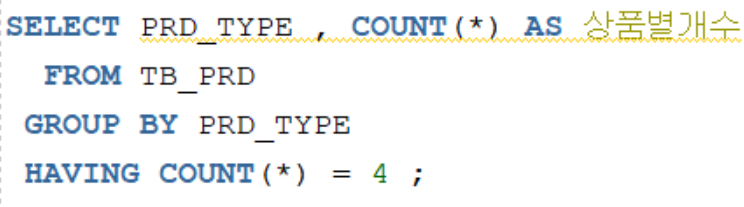 SELECT PRD_TYPE , COUNT(*) AS 상품별개수
FROM TB_PRD
GROUP BY PRD_TYPE
HAVING COUNT(*) = 4 ;